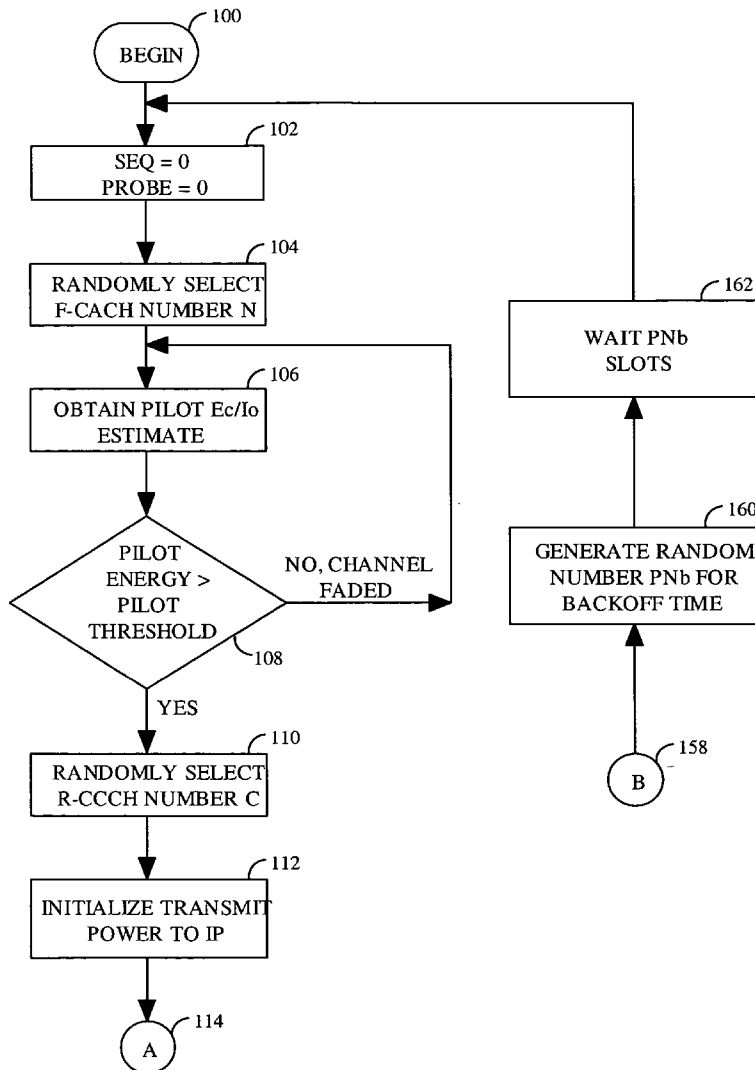 100
BEGIN
102
SEQ = 0
PROBE = 0
104
RANDOMLY SELECT
F-CACH NUMBER N
106
OBTAIN PILOT Ec/Io
ESTIMATE
PILOT
ENERGY >
PILOT
THRESHOLD
108
NO, CHANNEL
FADED
YES
110
RANDOMLY SELECT
R-CCCH NUMBER C
112
INITIALIZE TRANSMIT
POWER TO IP
A
114
162
WAIT PNb
SLOTS
160
GENERATE RANDOM
NUMBER PNb FOR
BACKOFF TIME
158
B